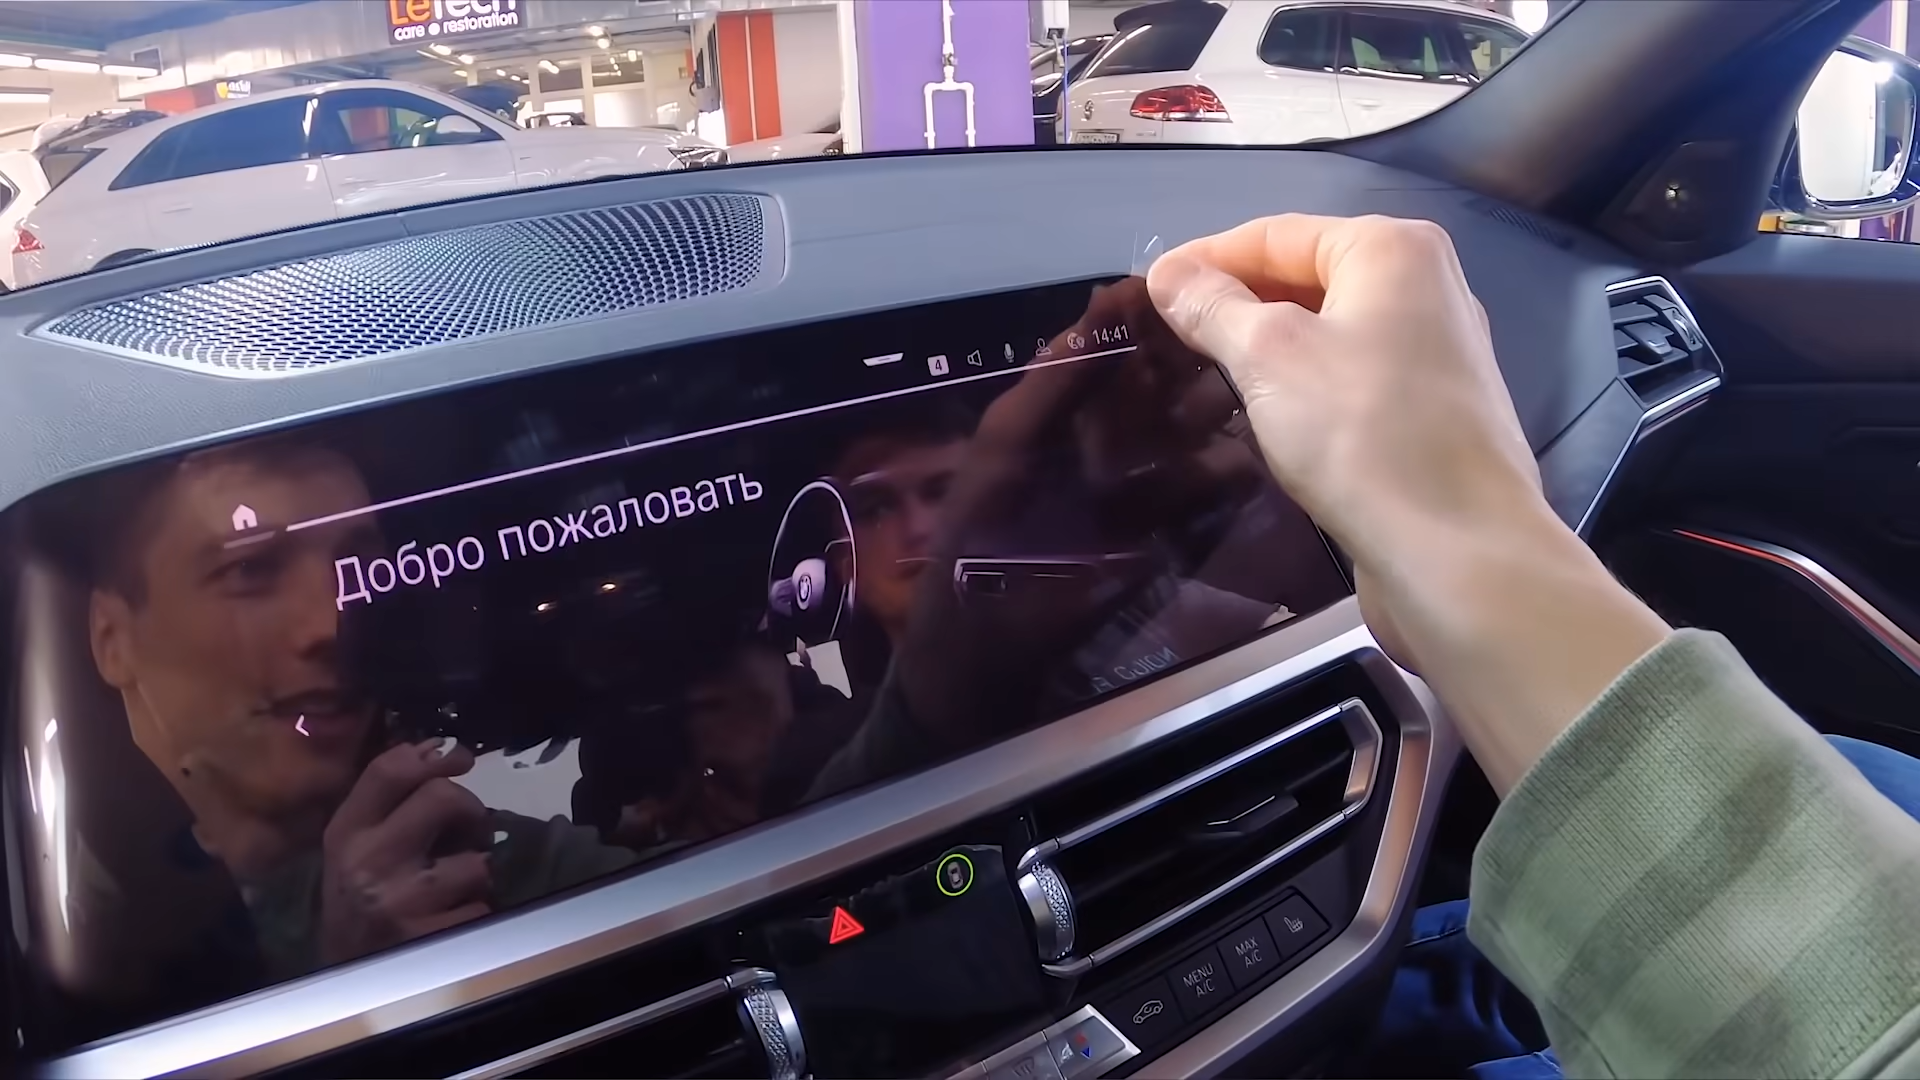 LeTech
care restoration
4
14:41
Добро пожаловать
MENU
A/C
MAX
A/C